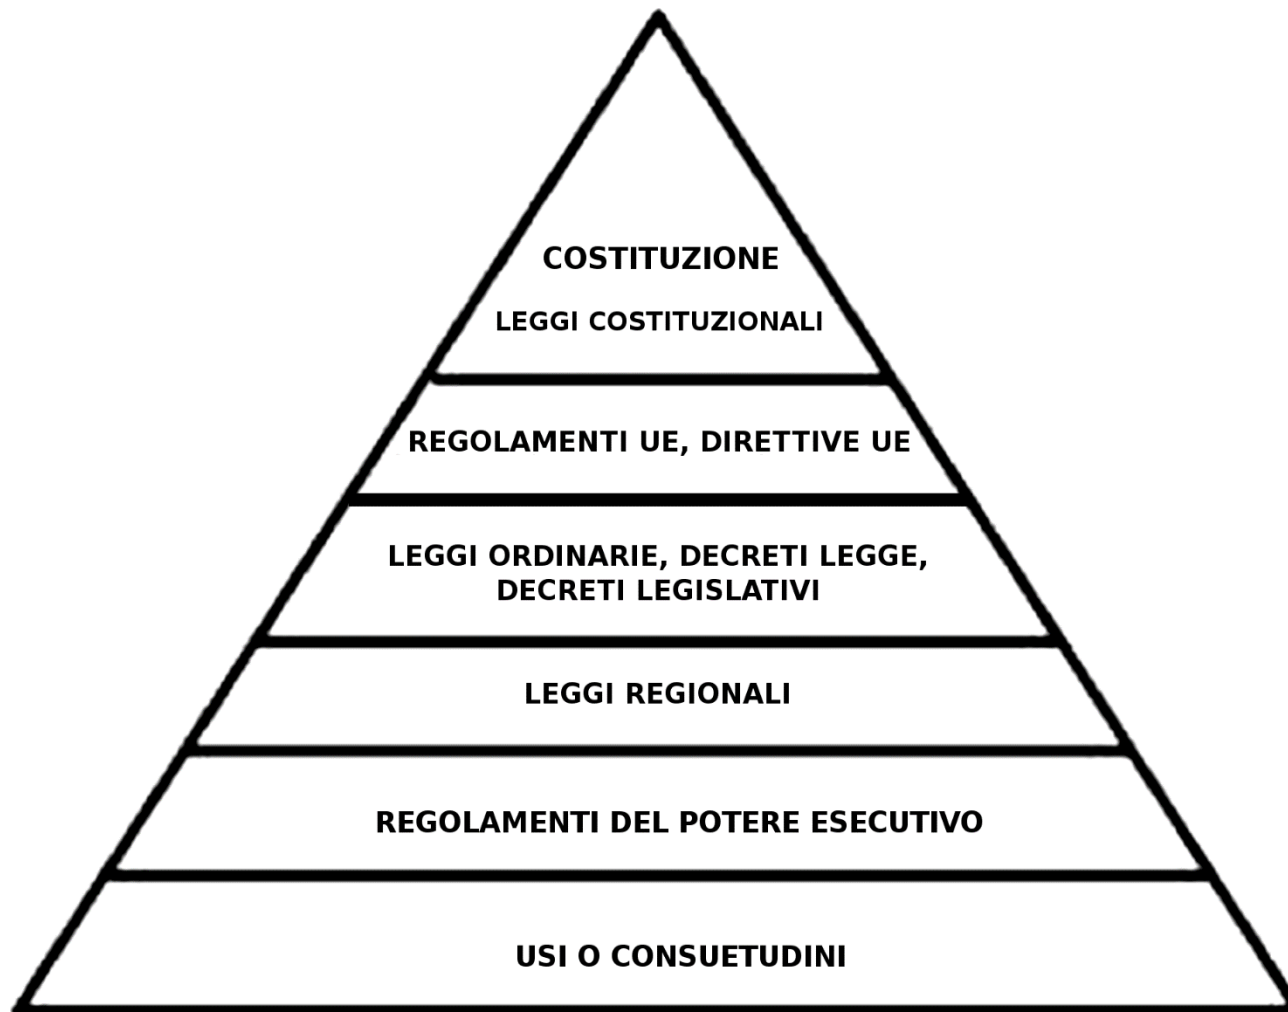 COSTITUZIONE
LEGGI COSTITUZIONALI
REGOLAMENTI UE, DIRETTIVE UE
LEGGI ORDINARIE, DECRETI LEGGE,
DECRETI LEGISLATIVI
LEGGI REGIONALI
REGOLAMENTI DEL POTERE ESECUTIVO
USI O CONSUETUDINI